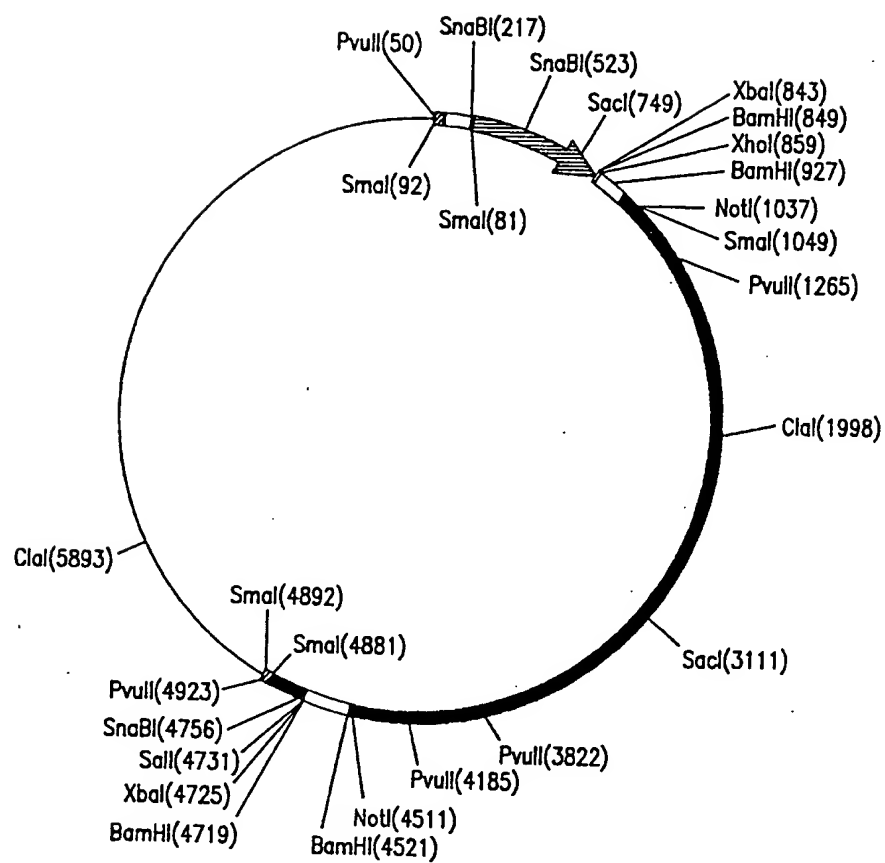 SnaBI(217)
PvuII(50)
SnaBI(523)
SacI(749)
XbaI(843)
BamHI(849)
XhoI(859)
BamHI(927)
SmaI(92)
SmaI(81)
NotI(1037)
SmaI(1049)
PvuII(1265)
ClaI(1998)
ClaI(5893)
SmaI(4892)
SmaI(4881)
SacI(3111)
PvuII(4923)
SnaBI(4756)
SalI(4731)
XbaI(4725)
BamHI(4719)
PvuII(3822)
PvuII(4185)
NotI(4511)
BamHI(4521)